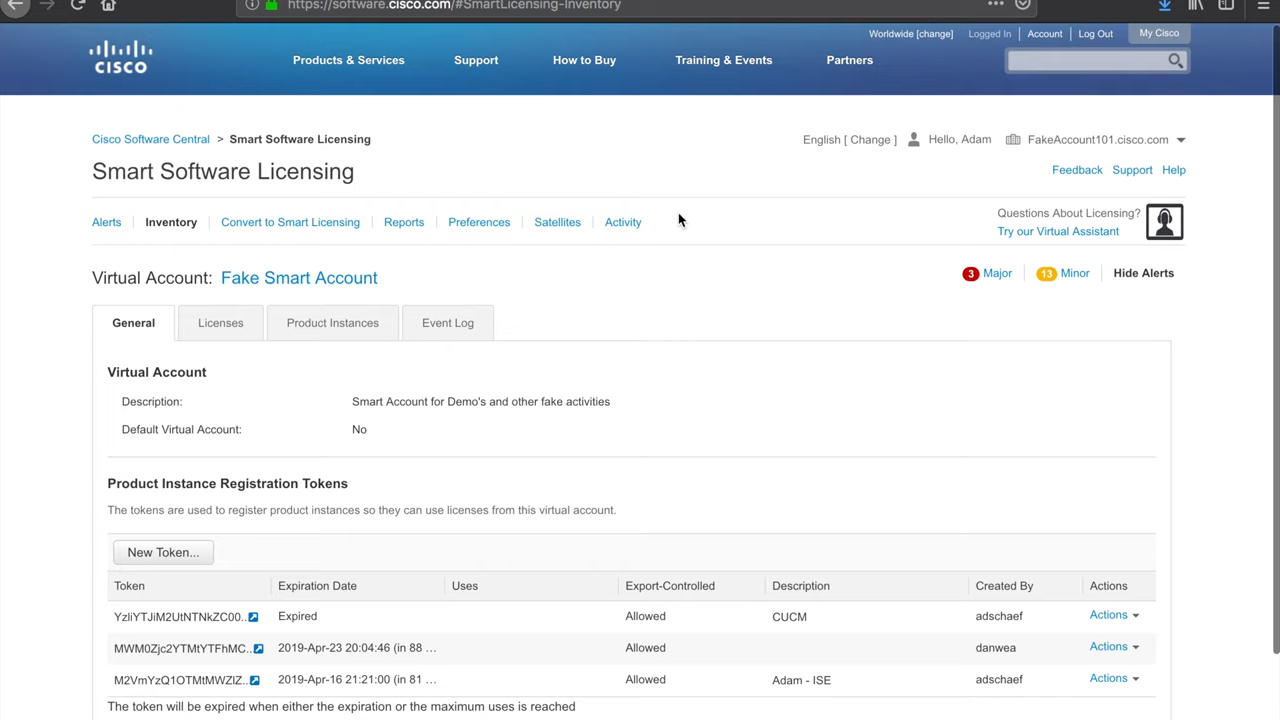 https://software.cisco.com/#SmartLicensing-Inventory
Worldwide [change] Logged In Account Log Out My Cisco
CISCO
Products & Services Support How to Buy Training & Events Partners
Cisco Software Central > Smart Software Licensing
English [ Change ] Hello, Adam FakeAccount101.cisco.com
Smart Software Licensing
Feedback Support Help
Alerts Inventory Convert to Smart Licensing Reports Preferences Satellites Activity
Questions About Licensing?
Try our Virtual Assistant
Virtual Account: Fake Smart Account
3 Major 13 Minor Hide Alerts
General Licenses Product Instances Event Log
Virtual Account
Description: Smart Account for Demo's and other fake activities
Default Virtual Account: No
Product Instance Registration Tokens
The tokens are used to register product instances so they can use licenses from this virtual account.
New Token...
Token Expiration Date Uses Export-Controlled Description Created By Actions
YzliYTJiM2UtNTNkZC00.. Expired Allowed CUCM adschaef Actions
MWM0Zjc2YTMtYTFhMC.. 2019-Apr-23 20:04:46 (in 88 ... Allowed danwea Actions
M2VmYzQ1OTMtMWZlZ.. 2019-Apr-16 21:21:00 (in 81 ... Allowed Adam - ISE adschaef Actions
The token will be expired when either the expiration or the maximum uses is reached